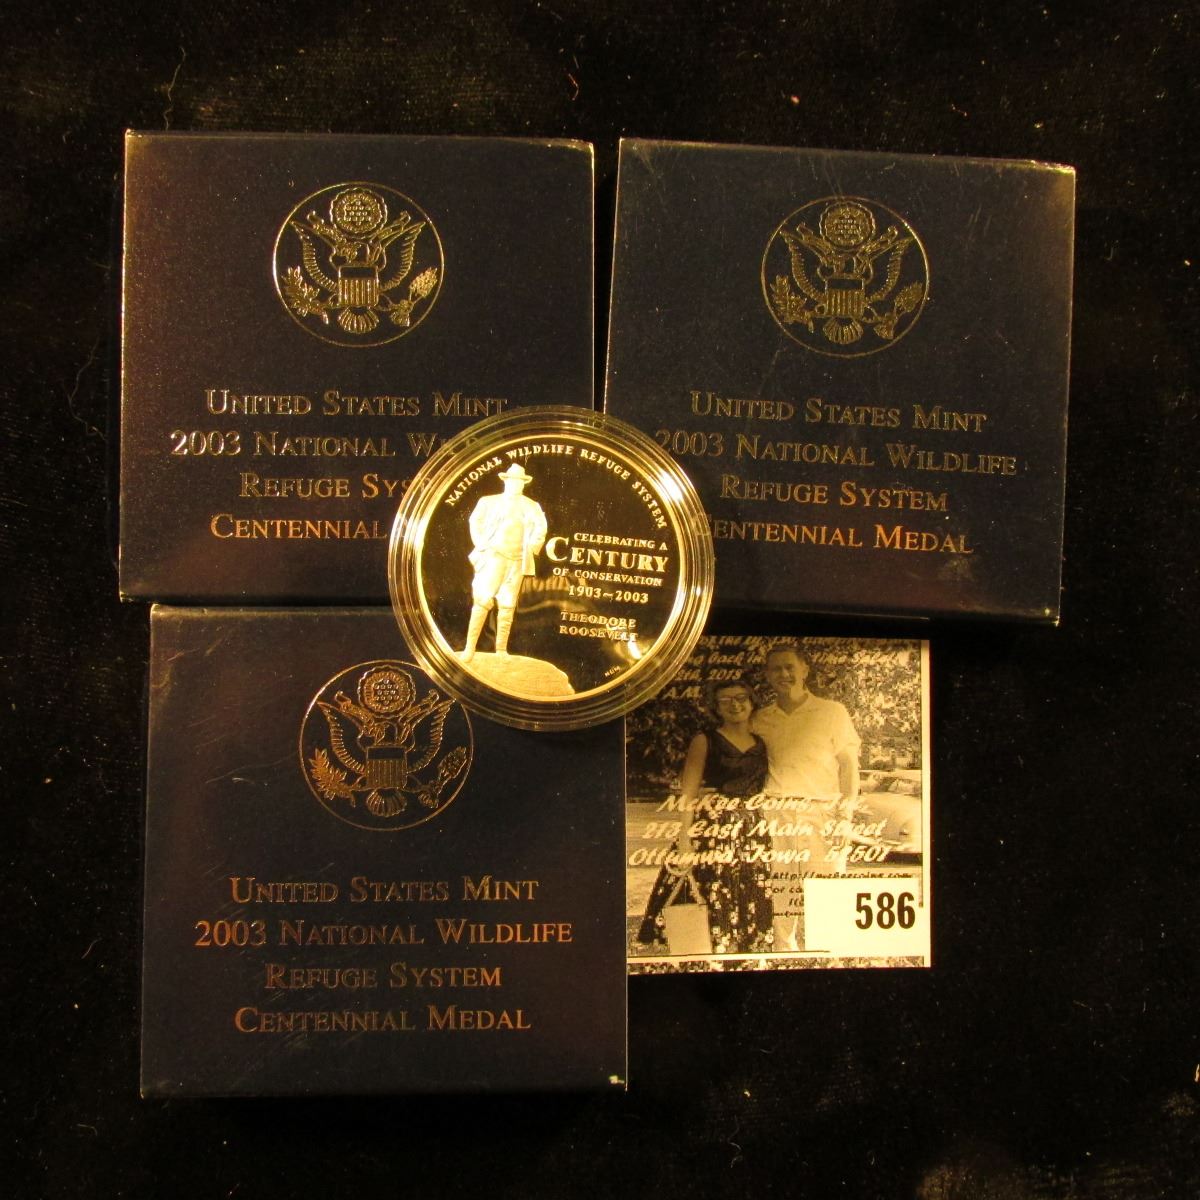 UNITED STATES MINT
2003 NATIONAL
REFUGE
CENTENNIAL
UNITED STATES MINT
2003 NATIONAL WILDLIFE
REFUGE SYSTEM
CENTENNIAL MEDAL
NATIONAL WILDLIFE REFUGE SYSTEM
CELEBRATING A
CENTURY
OF CONSERVATION
1903~2003
THEODORE
ROOSEVELT
UNITED STATES MINT
2003 NATIONAL WILDLIFE
REFUGE SYSTEM
CENTENNIAL MEDAL
2018
A.M.
McKee Coins, Inc.
213 East Main Street
Ottumwa, Iowa 52501
586